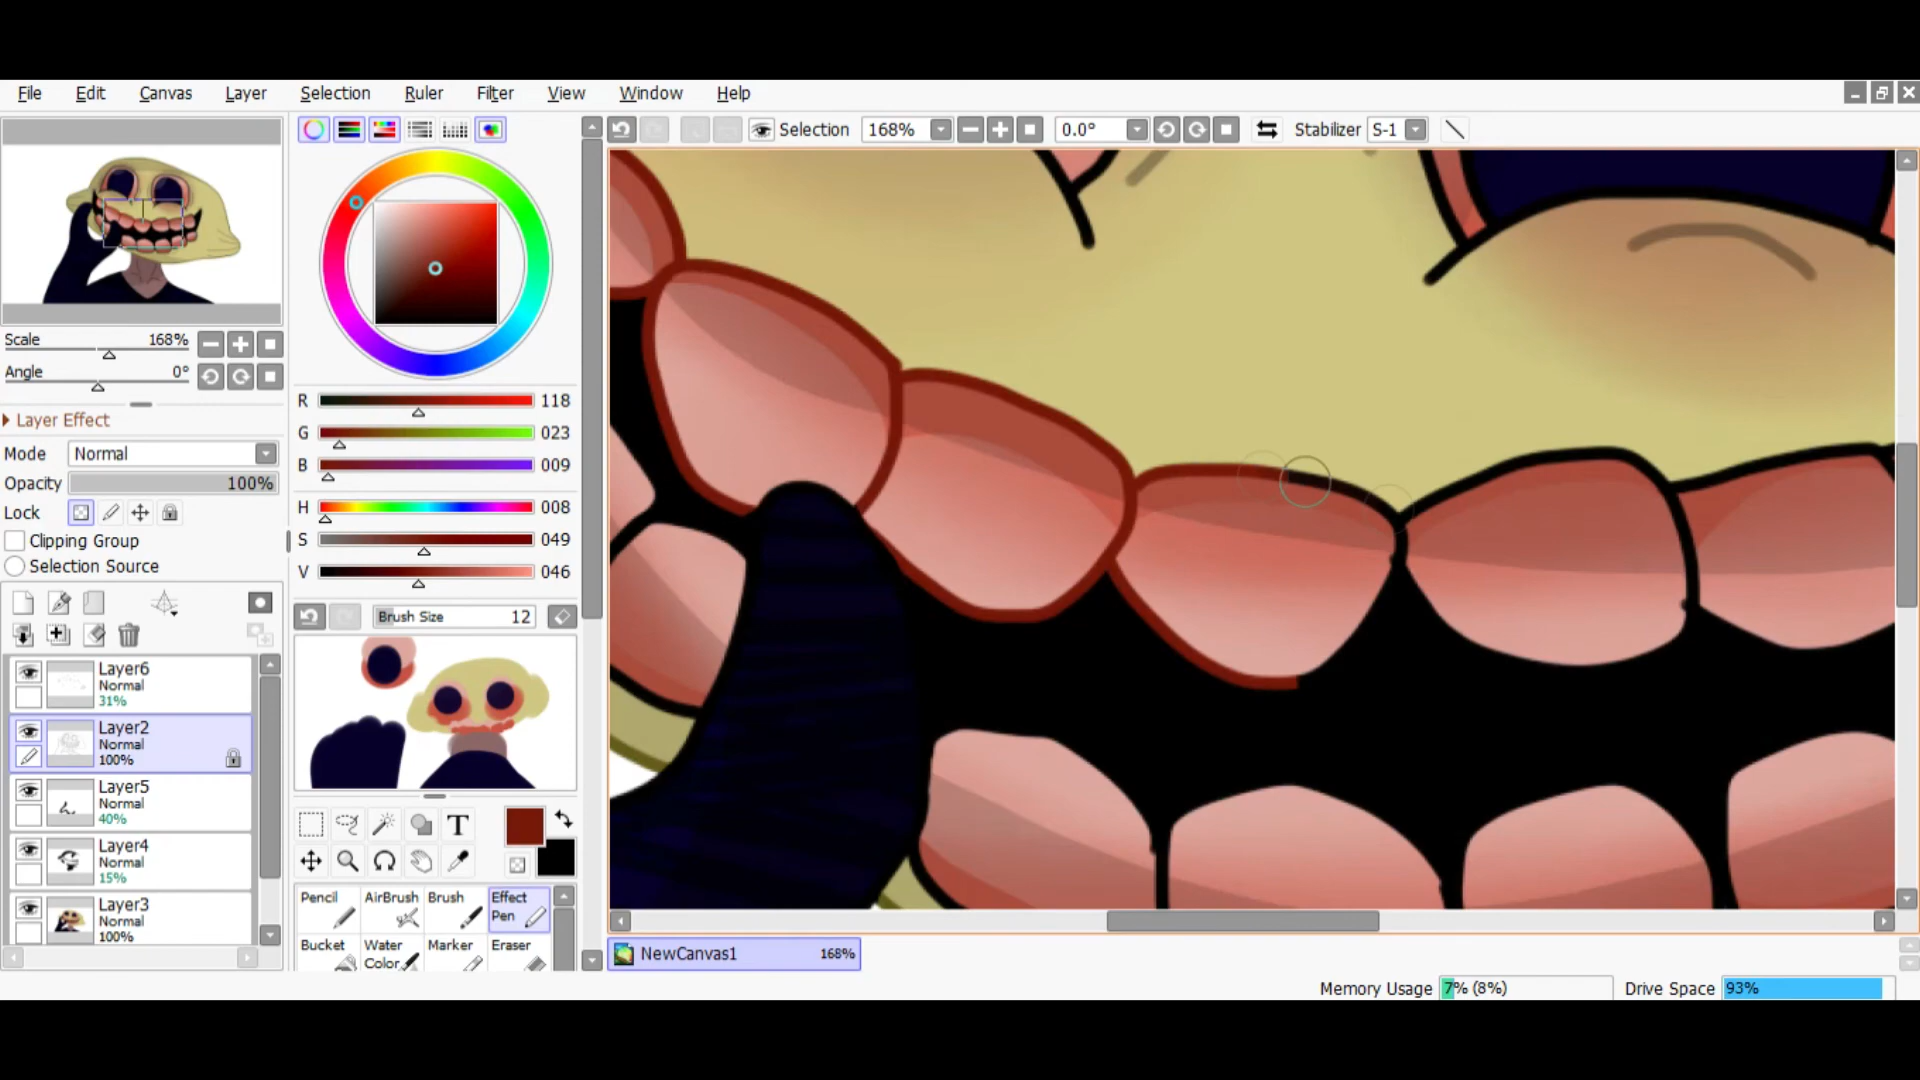 File Edit Canvas Layer Selection Ruler Filter View Window Help
Selection 168% 0.0° Stabilizer S-1
Scale 168%
Angle 0°
Layer Effect
Mode Normal
Opacity 100%
Lock
Clipping Group
Selection Source
Layer6
Normal
31%
Layer2
Normal
100%
Layer5
Normal
40%
Layer4
Normal
15%
Layer3
Normal
100%
R 118
G 023
B 009
H 008
S 049
V 046
Brush Size 12
T
Pencil AirBrush Brush Effect Pen
Bucket Water Color Marker Eraser
NewCanvas1 168%
Memory Usage 7% (8%) Drive Space 93%